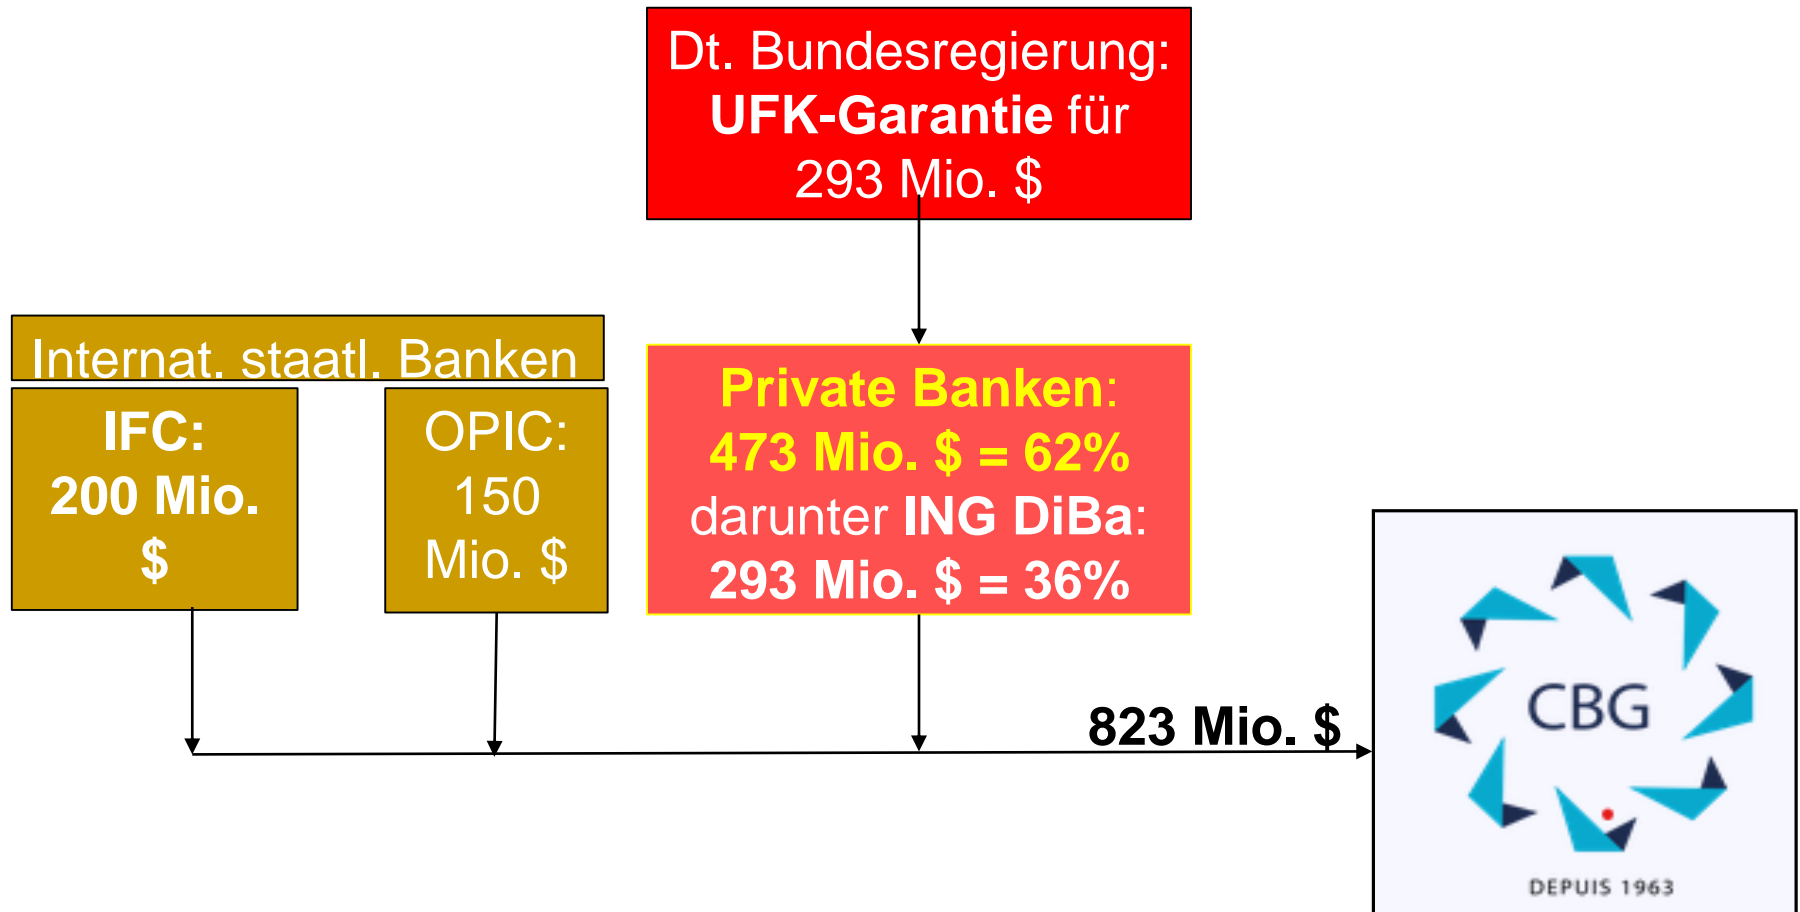 Dt. Bundesregierung:
UFK-Garantie für
293 Mio. $
Internat. staatl. Banken
IFC:
200 Mio.
$
OPIC:
150
Mio. $
Private Banken:
473 Mio. $ = 62%
darunter ING DiBa:
293 Mio. $ = 36%
823 Mio. $
CBG
DEPUIS 1963